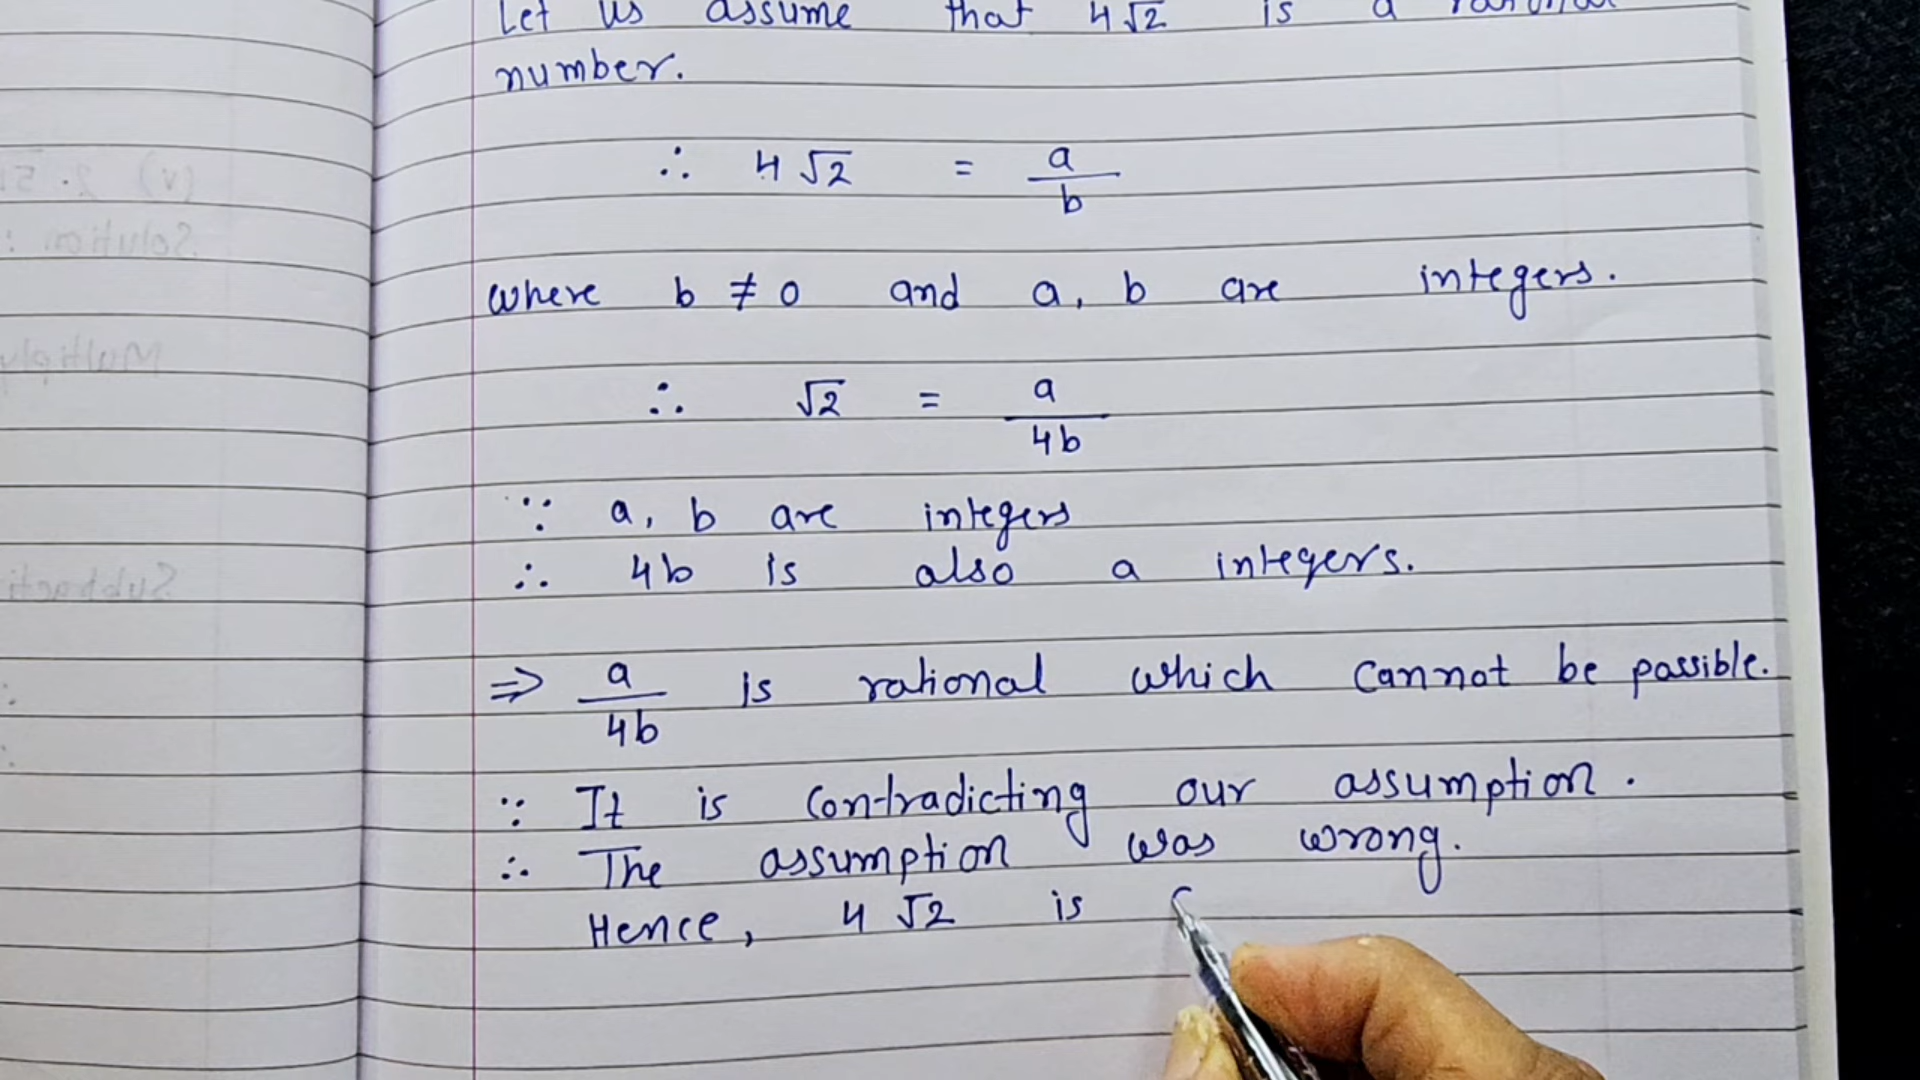 Let us assume that 4√2 is a rational
number.
∴ 4√2 = a/b
where b ≠ 0 and a, b are integers.
∴ √2 = a/4b
∵ a, b are integers
∴ 4b is also a integers.
⇒ a/4b is rational which cannot be possible.
∵ It is contradicting our assumption.
∴ The assumption was wrong.
Hence, 4√2 is